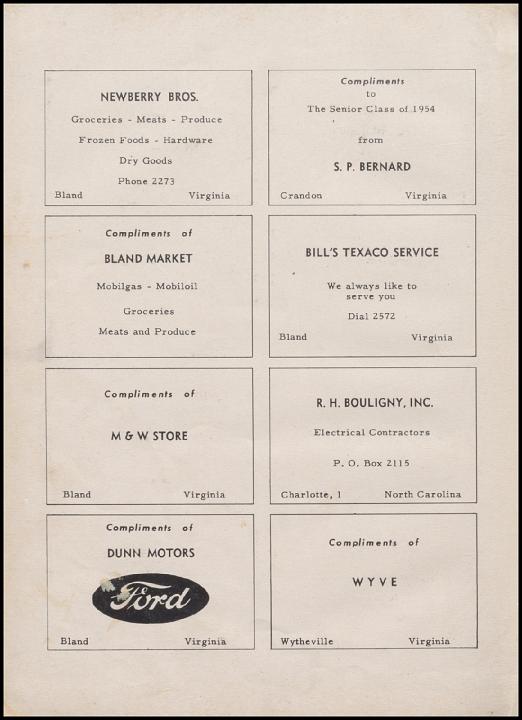 NEWBERRY BROS.
Groceries - Meats - Produce
Frozen Foods - Hardware
Dry Goods
Phone 2273
Bland Virginia
Compliments
to
The Senior Class of 1954
from
S. P. BERNARD
Crandon Virginia
Compliments of
BLAND MARKET
Mobilgas - Mobiloil
Groceries
Meats and Produce
BILL'S TEXACO SERVICE
We always like to
serve you
Dial 2572
Bland Virginia
Compliments of
M & W STORE
Bland Virginia
R. H. BOULIGNY, INC.
Electrical Contractors
P. O. Box 2115
Charlotte, 1 North Carolina
Compliments of
DUNN MOTORS
Ford
Bland Virginia
Compliments of
WYVE
Wytheville Virginia